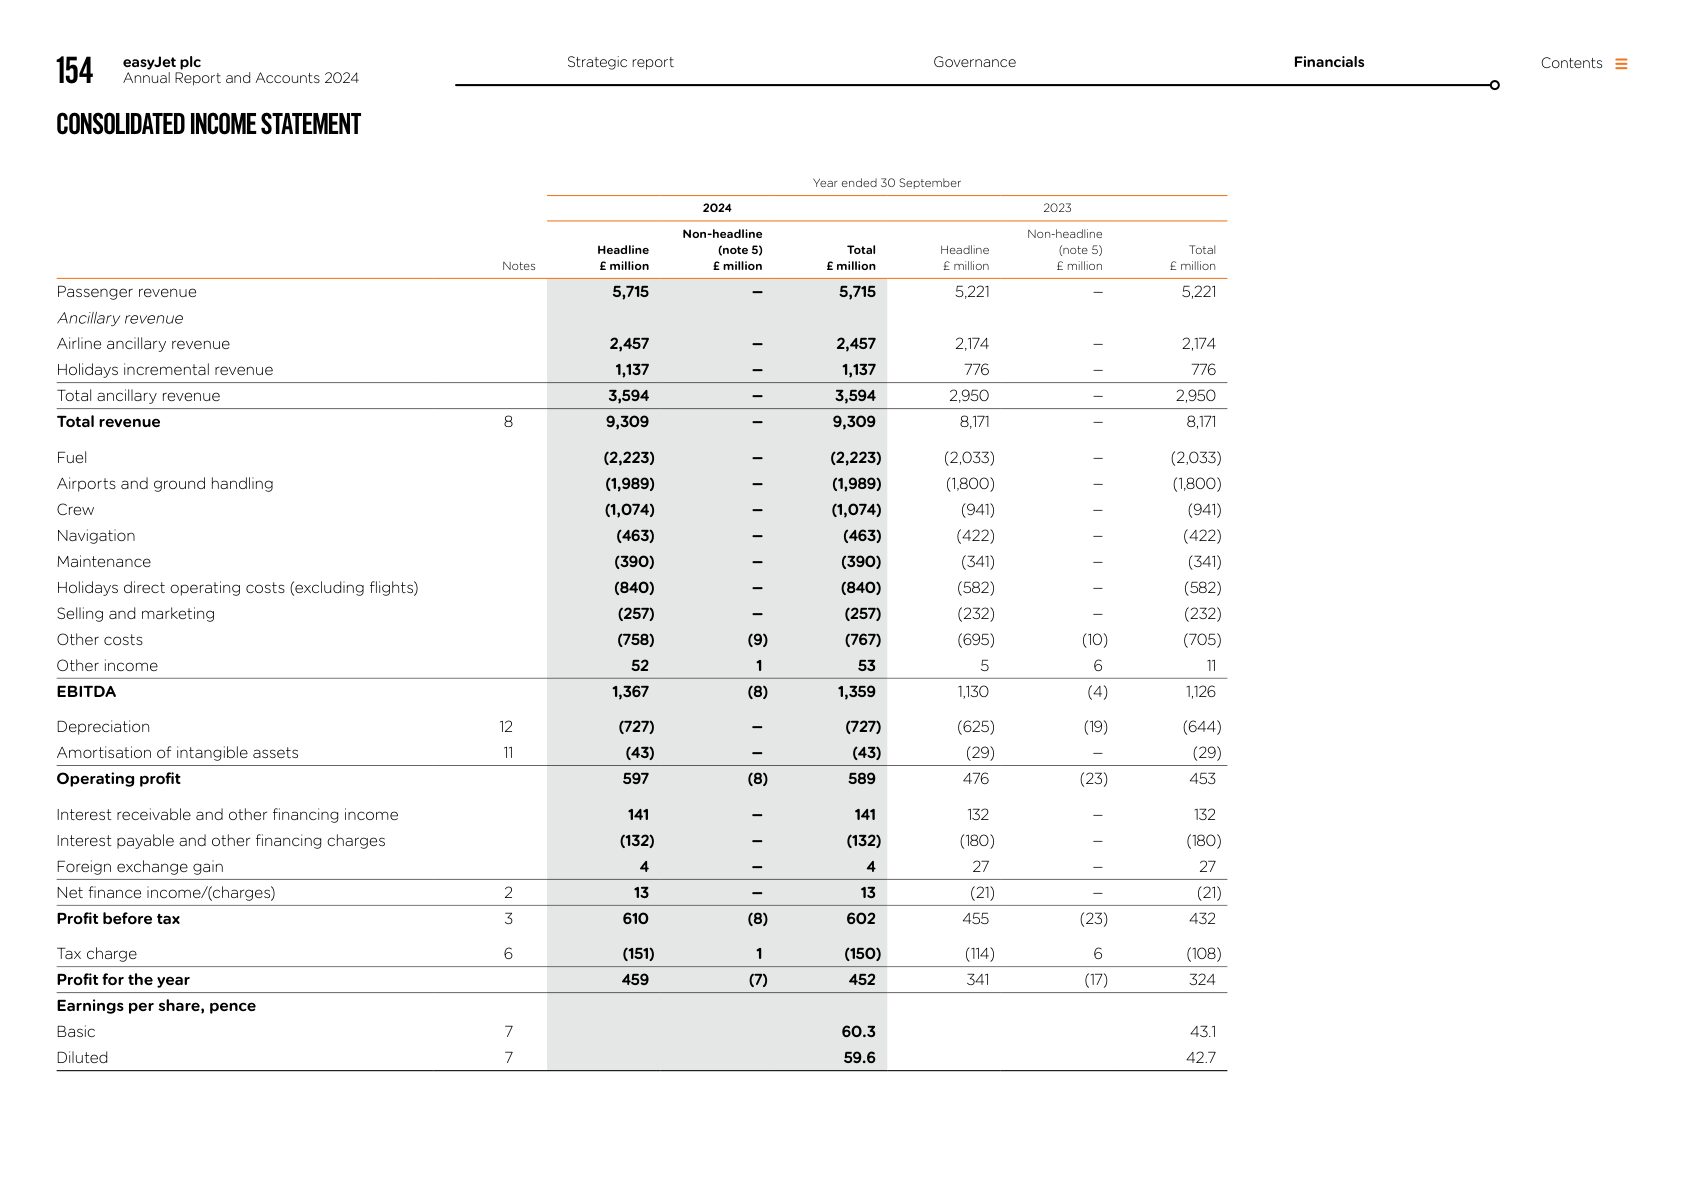 154
easyJet plc
Annual Report and Accounts 2024
Strategic report
Governance
Financials
Contents
CONSOLIDATED INCOME STATEMENT
Year ended 30 September
2024 2023
Notes Headline £ million Non-headline (note 5) £ million Total £ million Headline £ million Non-headline (note 5) £ million Total £ million
Passenger revenue 5,715 – 5,715 5,221 – 5,221
Ancillary revenue
Airline ancillary revenue 2,457 – 2,457 2,174 – 2,174
Holidays incremental revenue 1,137 – 1,137 776 – 776
Total ancillary revenue 3,594 – 3,594 2,950 – 2,950
Total revenue 8 9,309 – 9,309 8,171 – 8,171
Fuel (2,223) – (2,223) (2,033) – (2,033)
Airports and ground handling (1,989) – (1,989) (1,800) – (1,800)
Crew (1,074) – (1,074) (941) – (941)
Navigation (463) – (463) (422) – (422)
Maintenance (390) – (390) (341) – (341)
Holidays direct operating costs (excluding flights) (840) – (840) (582) – (582)
Selling and marketing (257) – (257) (232) – (232)
Other costs (758) (9) (767) (695) (10) (705)
Other income 52 1 53 5 6 11
EBITDA 1,367 (8) 1,359 1,130 (4) 1,126
Depreciation 12 (727) – (727) (625) (19) (644)
Amortisation of intangible assets 11 (43) – (43) (29) – (29)
Operating profit 597 (8) 589 476 (23) 453
Interest receivable and other financing income 141 – 141 132 – 132
Interest payable and other financing charges (132) – (132) (180) – (180)
Foreign exchange gain 4 – 4 27 – 27
Net finance income/(charges) 2 13 – 13 (21) – (21)
Profit before tax 3 610 (8) 602 455 (23) 432
Tax charge 6 (151) 1 (150) (114) 6 (108)
Profit for the year 459 (7) 452 341 (17) 324
Earnings per share, pence
Basic 7 60.3 43.1
Diluted 7 59.6 42.7